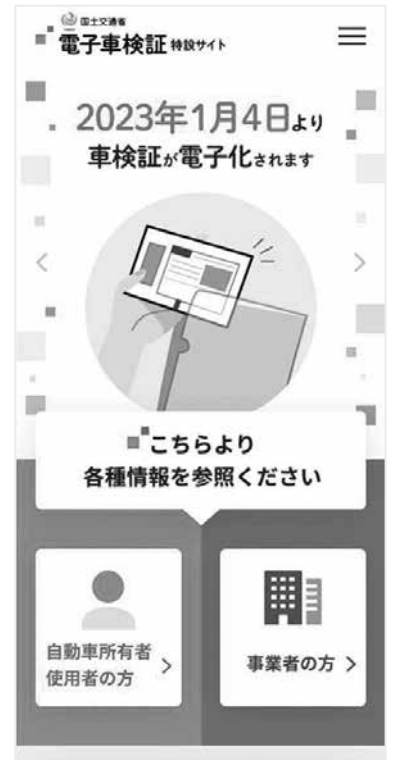 国土交通省
電子車検証 特設サイト
2023年1月4日より
車検証が電子化されます
こちらより
各種情報を参照ください
自動車所有者
使用者の方
事業者の方